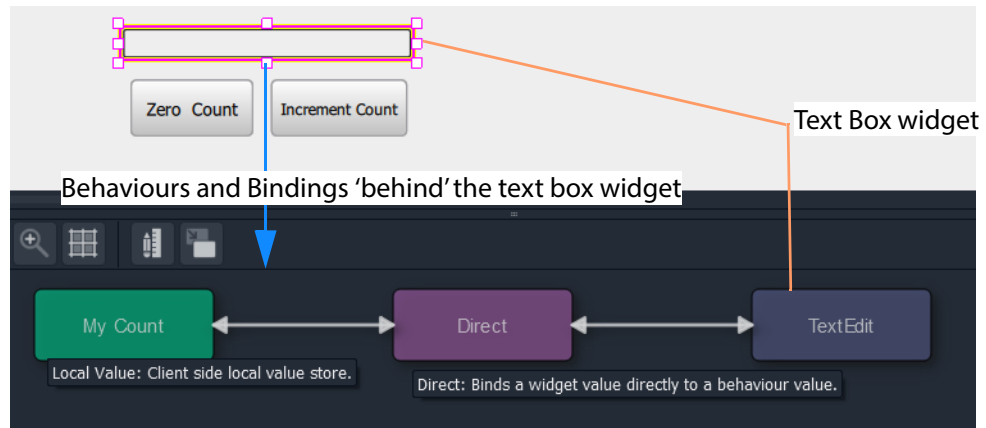 Zero Count
Increment Count
Text Box widget
Behaviours and Bindings ‘behind’ the text box widget
My Count
Direct
TextEdit
Local Value: Client side local value store.
Direct: Binds a widget value directly to a behaviour value.